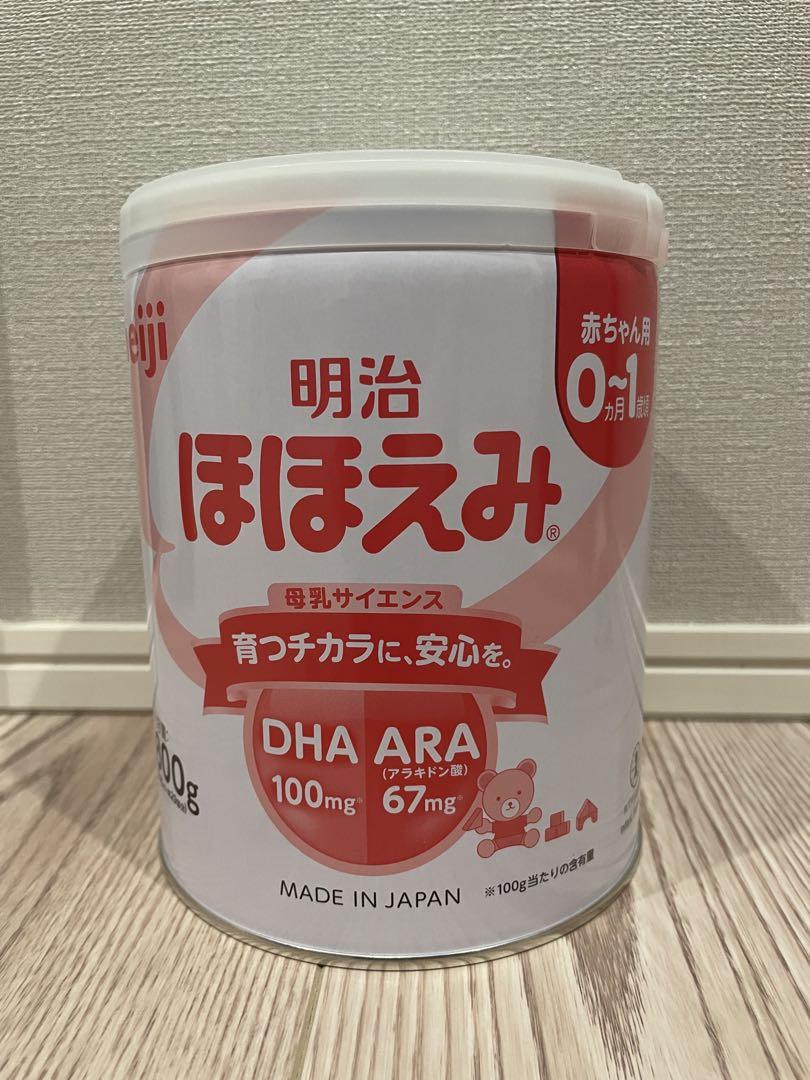 eiji
赤ちゃん用
0カ月~1歳頃
明治
ほほえみ®
母乳サイエンス
育つチカラに、安心を。
DHA
100mg※
ARA
(アラキドン酸)
67mg※
00g
MADE IN JAPAN
※100g当たりの含有量